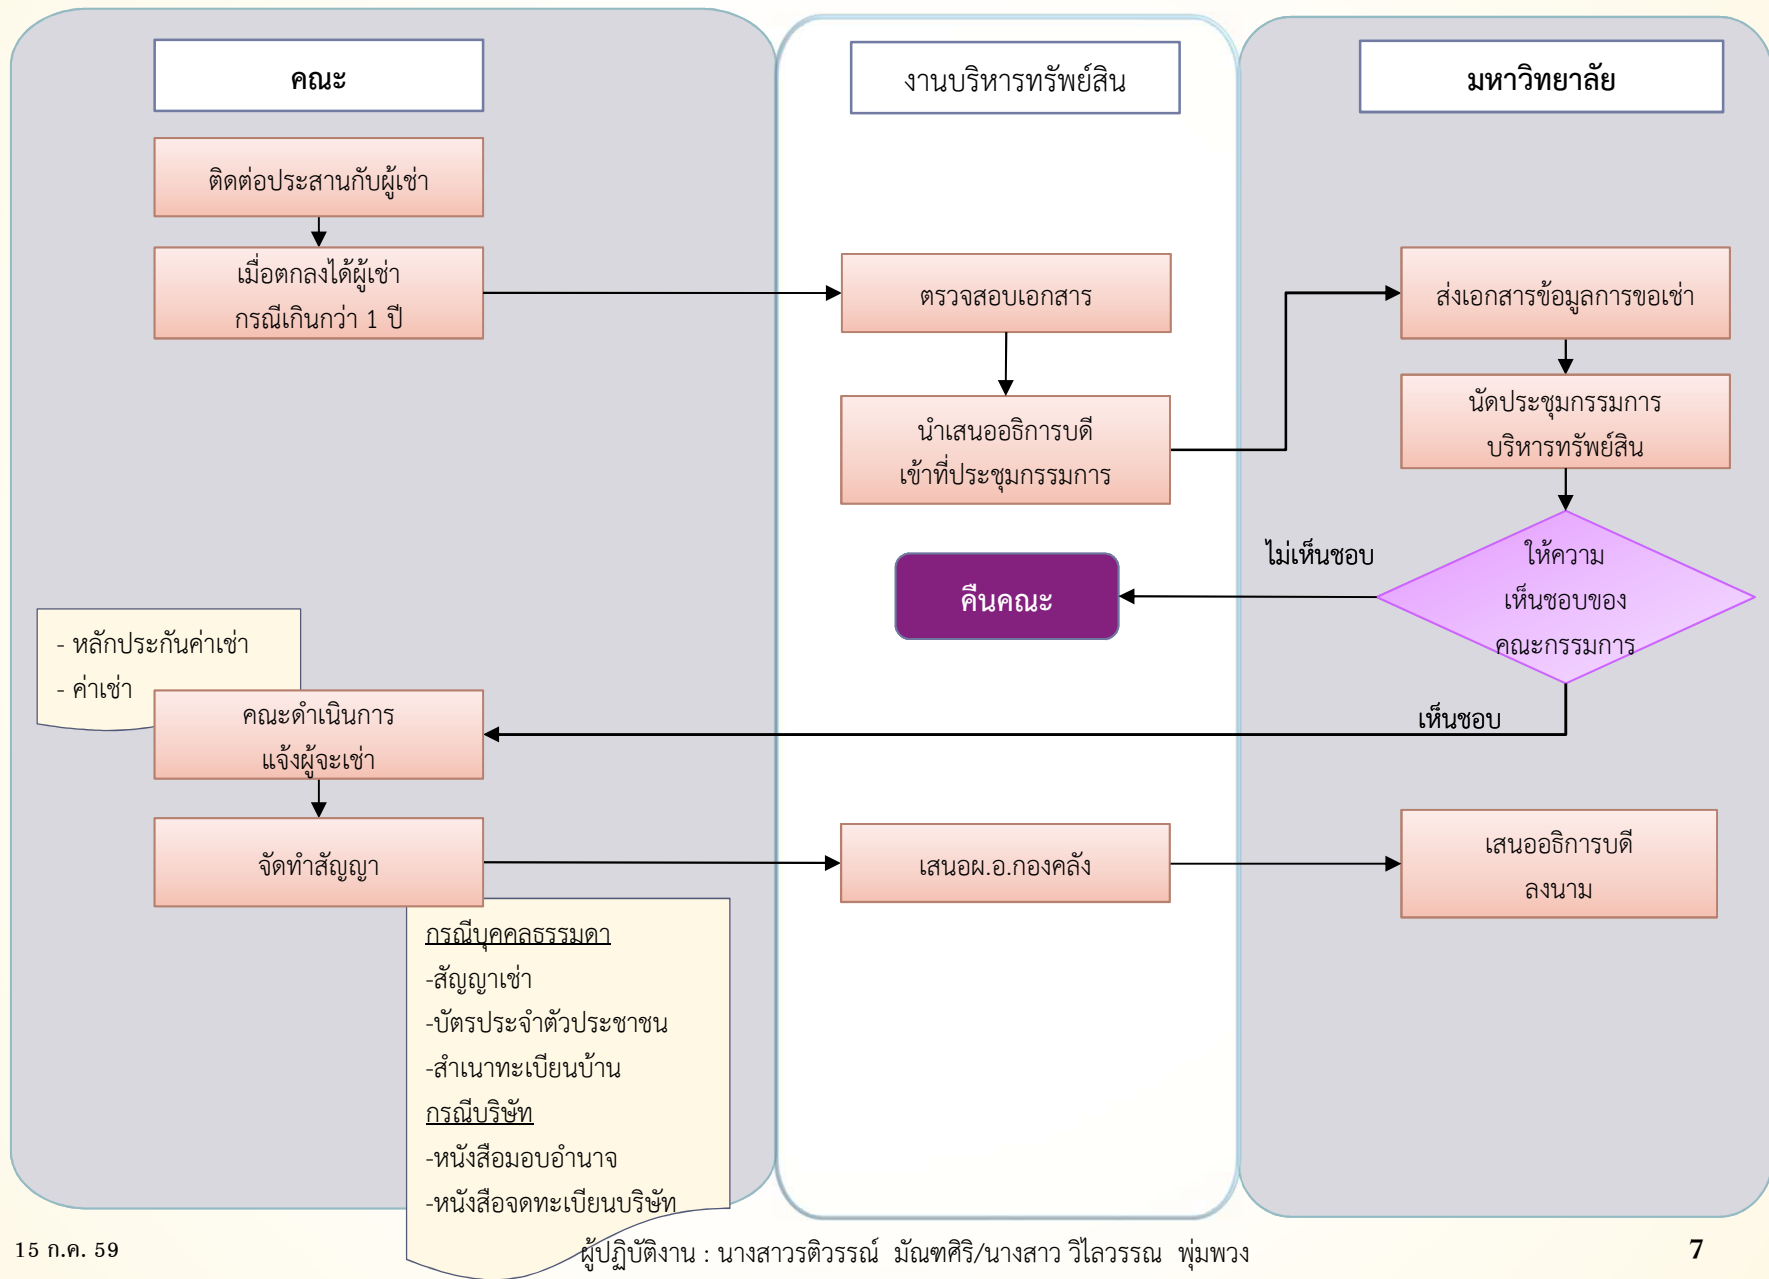 คณะ
งานบริหารทรัพย์สิน
มหาวิทยาลัย
ติดต่อประสานกับผู้เช่า
เมื่อตกลงได้ผู้เช่า
กรณีเกินกว่า 1 ปี
ตรวจสอบเอกสาร
นำเสนออธิการบดี
เข้าที่ประชุมกรรมการ
ส่งเอกสารข้อมูลการขอเช่า
นัดประชุมกรรมการ
บริหารทรัพย์สิน
ให้ความ
เห็นชอบของ
คณะกรรมการ
ไม่เห็นชอบ
คืนคณะ
เห็นชอบ
- หลักประกันค่าเช่า
- ค่าเช่า
คณะดำเนินการ
แจ้งผู้จะเช่า
จัดทำสัญญา
เสนอผ.อ.กองคลัง
เสนออธิการบดี
ลงนาม
กรณีบุคคลธรรมดา
-สัญญาเช่า
-บัตรประจำตัวประชาชน
-สำเนาทะเบียนบ้าน
กรณีบริษัท
-หนังสือมอบอำนาจ
-หนังสือจดทะเบียนบริษัท
15 ก.ค. 59
ผู้ปฏิบัติงาน : นางสาวรติวรรณ์ มัณฑศิริ/นางสาว วิไลวรรณ พุ่มพวง
7